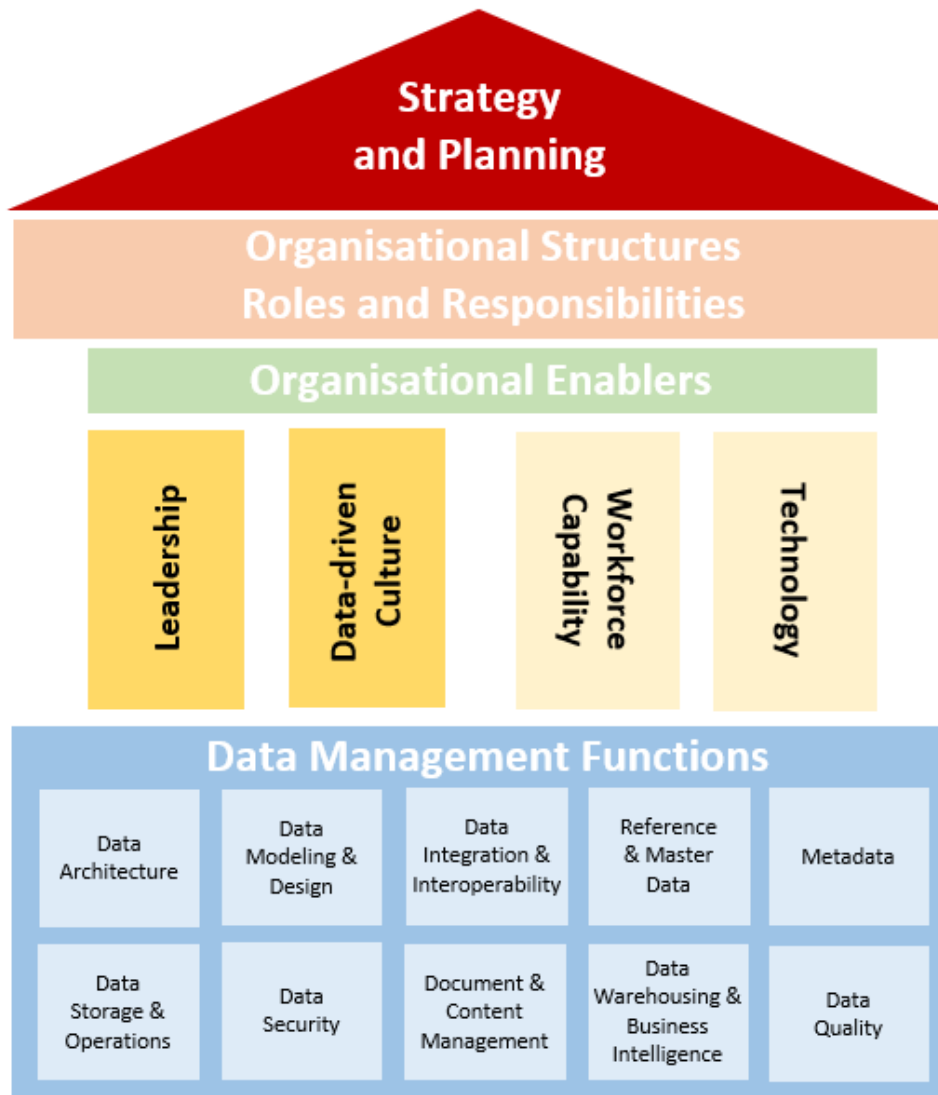 Strategy
and Planning
Organisational Structures
Roles and Responsibilities
Organisational Enablers
Leadership
Data-driven
Culture
Workforce
Capability
Technology
Data Management Functions
Data
Architecture
Data
Modeling &
Design
Data
Integration &
Interoperability
Reference
& Master
Data
Metadata
Data
Storage &
Operations
Data
Security
Document &
Content
Management
Data
Warehousing &
Business
Intelligence
Data
Quality